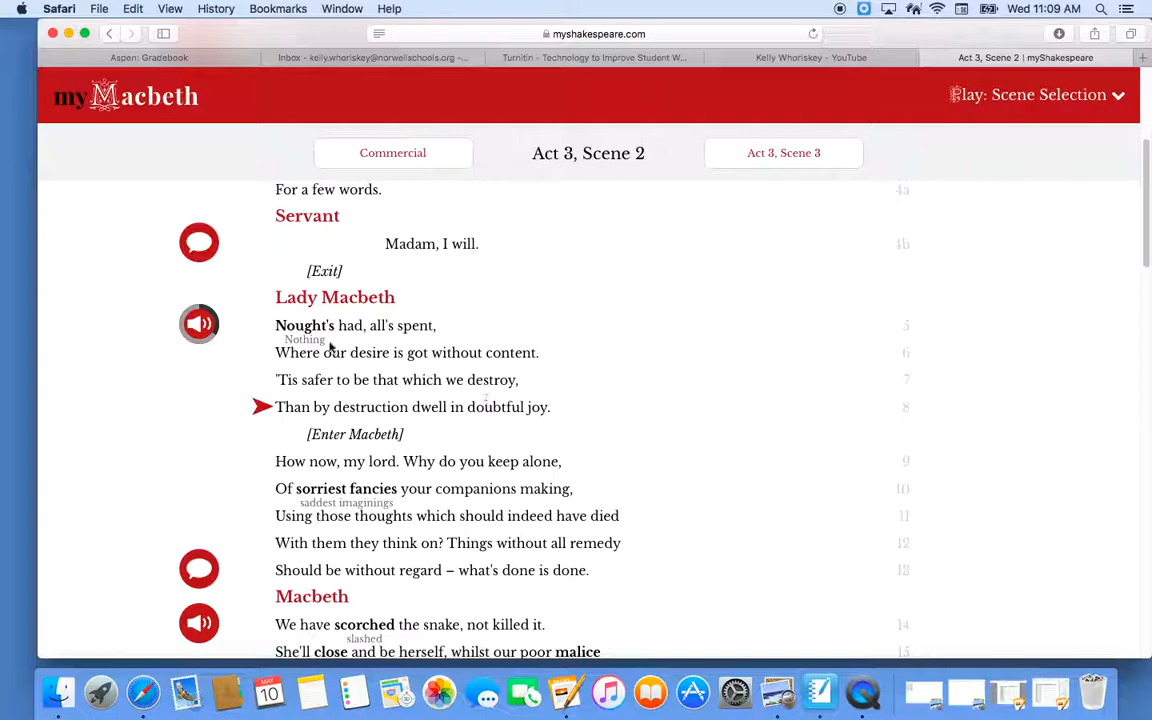 Safari File Edit View History Bookmarks Window Help Wed 11:09 AM
myshakespeare.com
Aspen: Gradebook Inbox - kelly.whoriskey@norwellschools.org -... Turnitin - Technology to Improve Student W... Kelly Whoriskey - YouTube Act 3, Scene 2 | myShakespeare
myMacbeth Play: Scene Selection
Commercial Act 3, Scene 2 Act 3, Scene 3
For a few words. 4a
Servant
Madam, I will. 4b
[Exit]
Lady Macbeth
Nought's had, all's spent, 5
Nothing
Where our desire is got without content. 6
'Tis safer to be that which we destroy, 7
Than by destruction dwell in doubtful joy. 8
[Enter Macbeth]
How now, my lord. Why do you keep alone, 9
Of sorriest fancies your companions making, 10
saddest imaginings
Using those thoughts which should indeed have died 11
With them they think on? Things without all remedy 12
Should be without regard – what's done is done. 13
Macbeth
We have scorched the snake, not killed it. 14
slashed
She'll close and be herself, whilst our poor malice 15
MAY
10